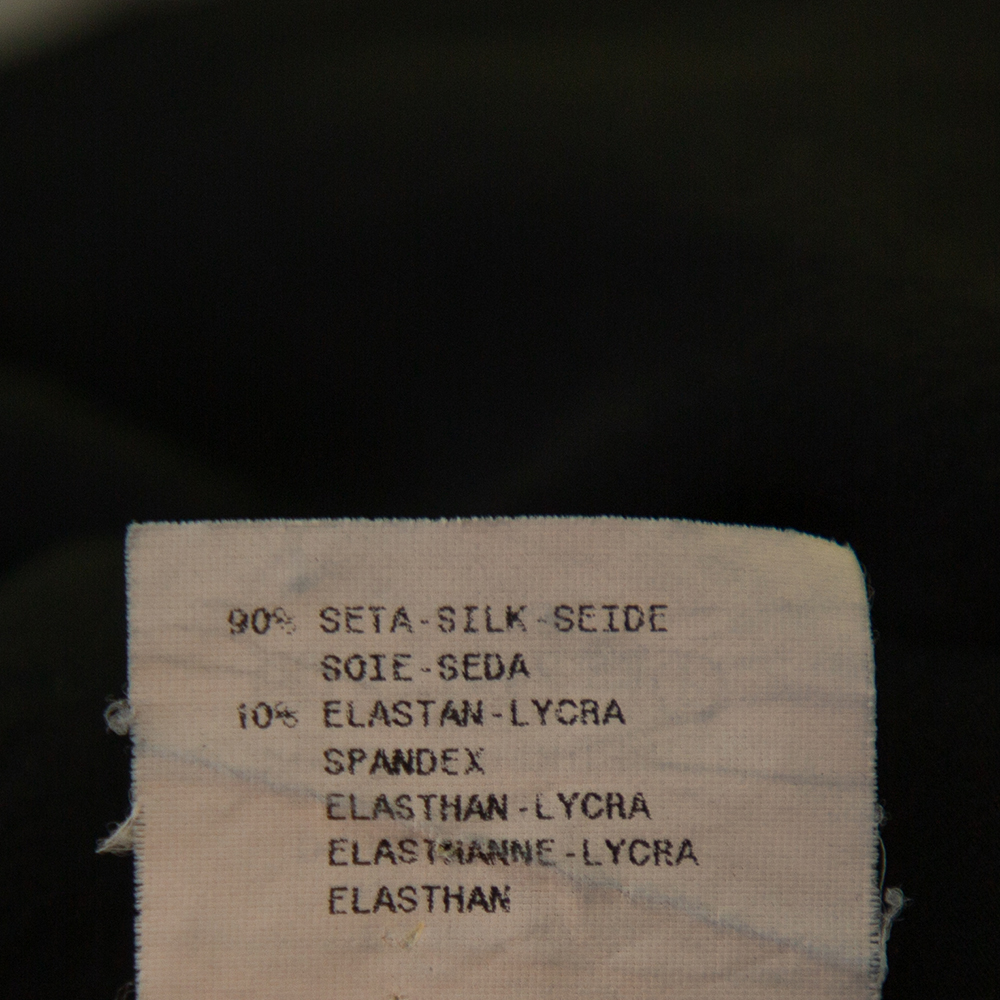 90% SETA-SILK-SEIDE
SOIE-SEDA
10% ELASTAN-LYCRA
SPANDEX
ELASTHAN-LYCRA
ELASTHANNE-LYCRA
ELASTHAN